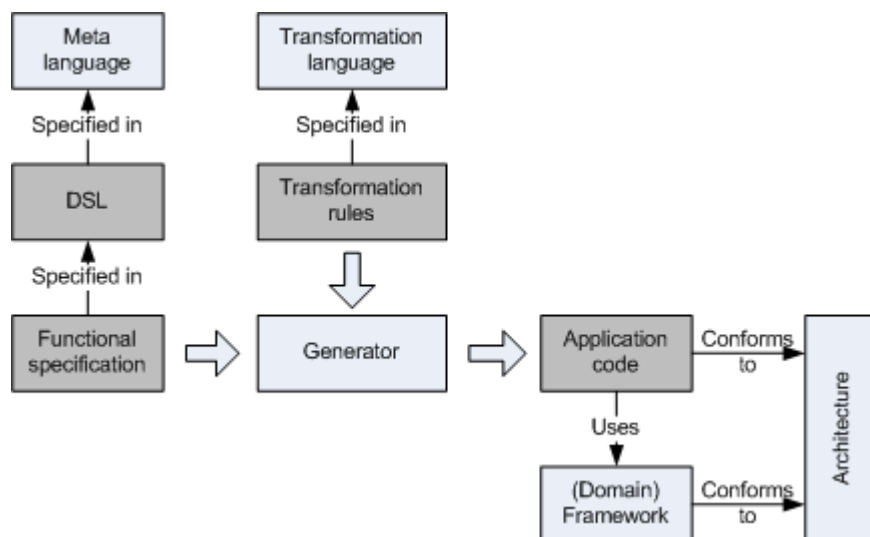 Meta
language
Transformation
language
Specified in
Specified in
DSL
Transformation
rules
Specified in
Functional
specification
Generator
Application
code
Conforms
to
Architecture
Uses
(Domain)
Framework
Conforms
to